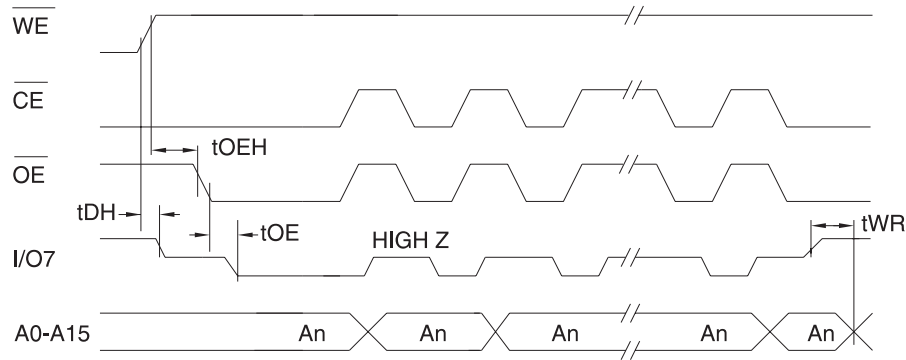 WE
CE
tOEH
OE
tDH
tOE
HIGH Z
tWR
I/O7
A0-A15 An An An An An